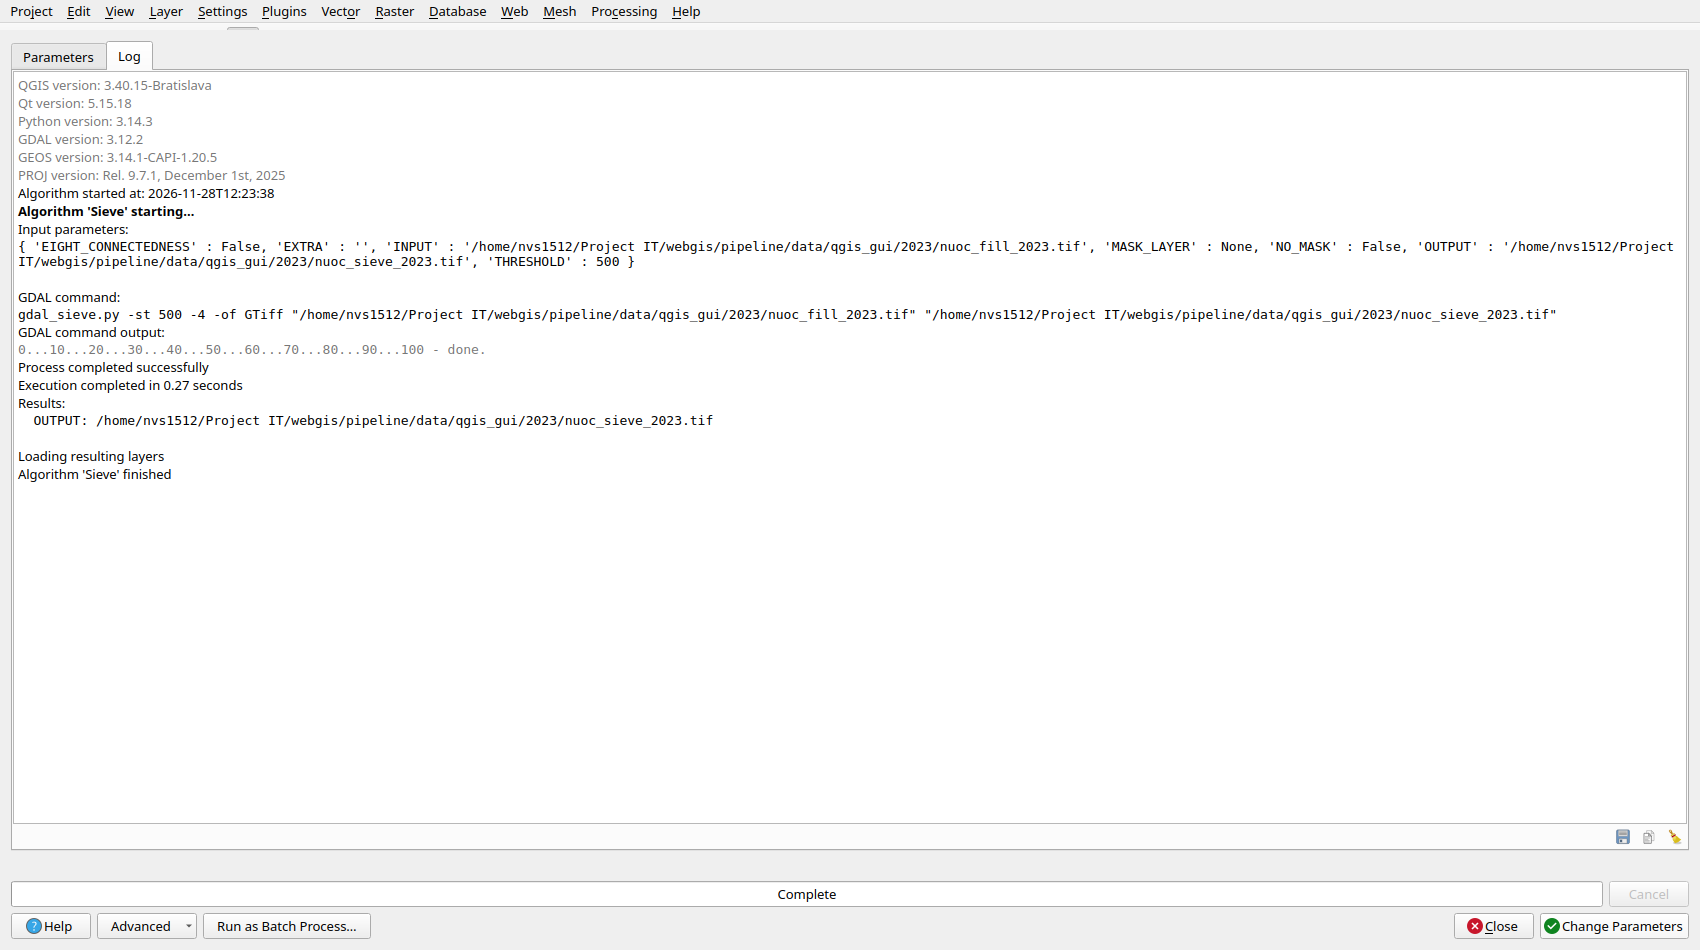 Project Edit View Layer Settings Plugins Vector Raster Database Web Mesh Processing Help
Parameters Log
QGIS version: 3.40.15-Bratislava
Qt version: 5.15.18
Python version: 3.14.3
GDAL version: 3.12.2
GEOS version: 3.14.1-CAPI-1.20.5
PROJ version: Rel. 9.7.1, December 1st, 2025
Algorithm started at: 2026-11-28T12:23:38
Algorithm 'Sieve' starting…
Input parameters:
{ 'EIGHT_CONNECTEDNESS' : False, 'EXTRA' : '', 'INPUT' : '/home/nvs1512/Project IT/webgis/pipeline/data/qgis_gui/2023/nuoc_fill_2023.tif', 'MASK_LAYER' : None, 'NO_MASK' : False, 'OUTPUT' : '/home/nvs1512/Project
IT/webgis/pipeline/data/qgis_gui/2023/nuoc_sieve_2023.tif', 'THRESHOLD' : 500 }
GDAL command:
gdal_sieve.py -st 500 -4 -of GTiff "/home/nvs1512/Project IT/webgis/pipeline/data/qgis_gui/2023/nuoc_fill_2023.tif" "/home/nvs1512/Project IT/webgis/pipeline/data/qgis_gui/2023/nuoc_sieve_2023.tif"
GDAL command output:
0...10...20...30...40...50...60...70...80...90...100 - done.
Process completed successfully
Execution completed in 0.27 seconds
Results:
OUTPUT: /home/nvs1512/Project IT/webgis/pipeline/data/qgis_gui/2023/nuoc_sieve_2023.tif
Loading resulting layers
Algorithm 'Sieve' finished
Complete Cancel
Help Advanced Run as Batch Process… Close Change Parameters